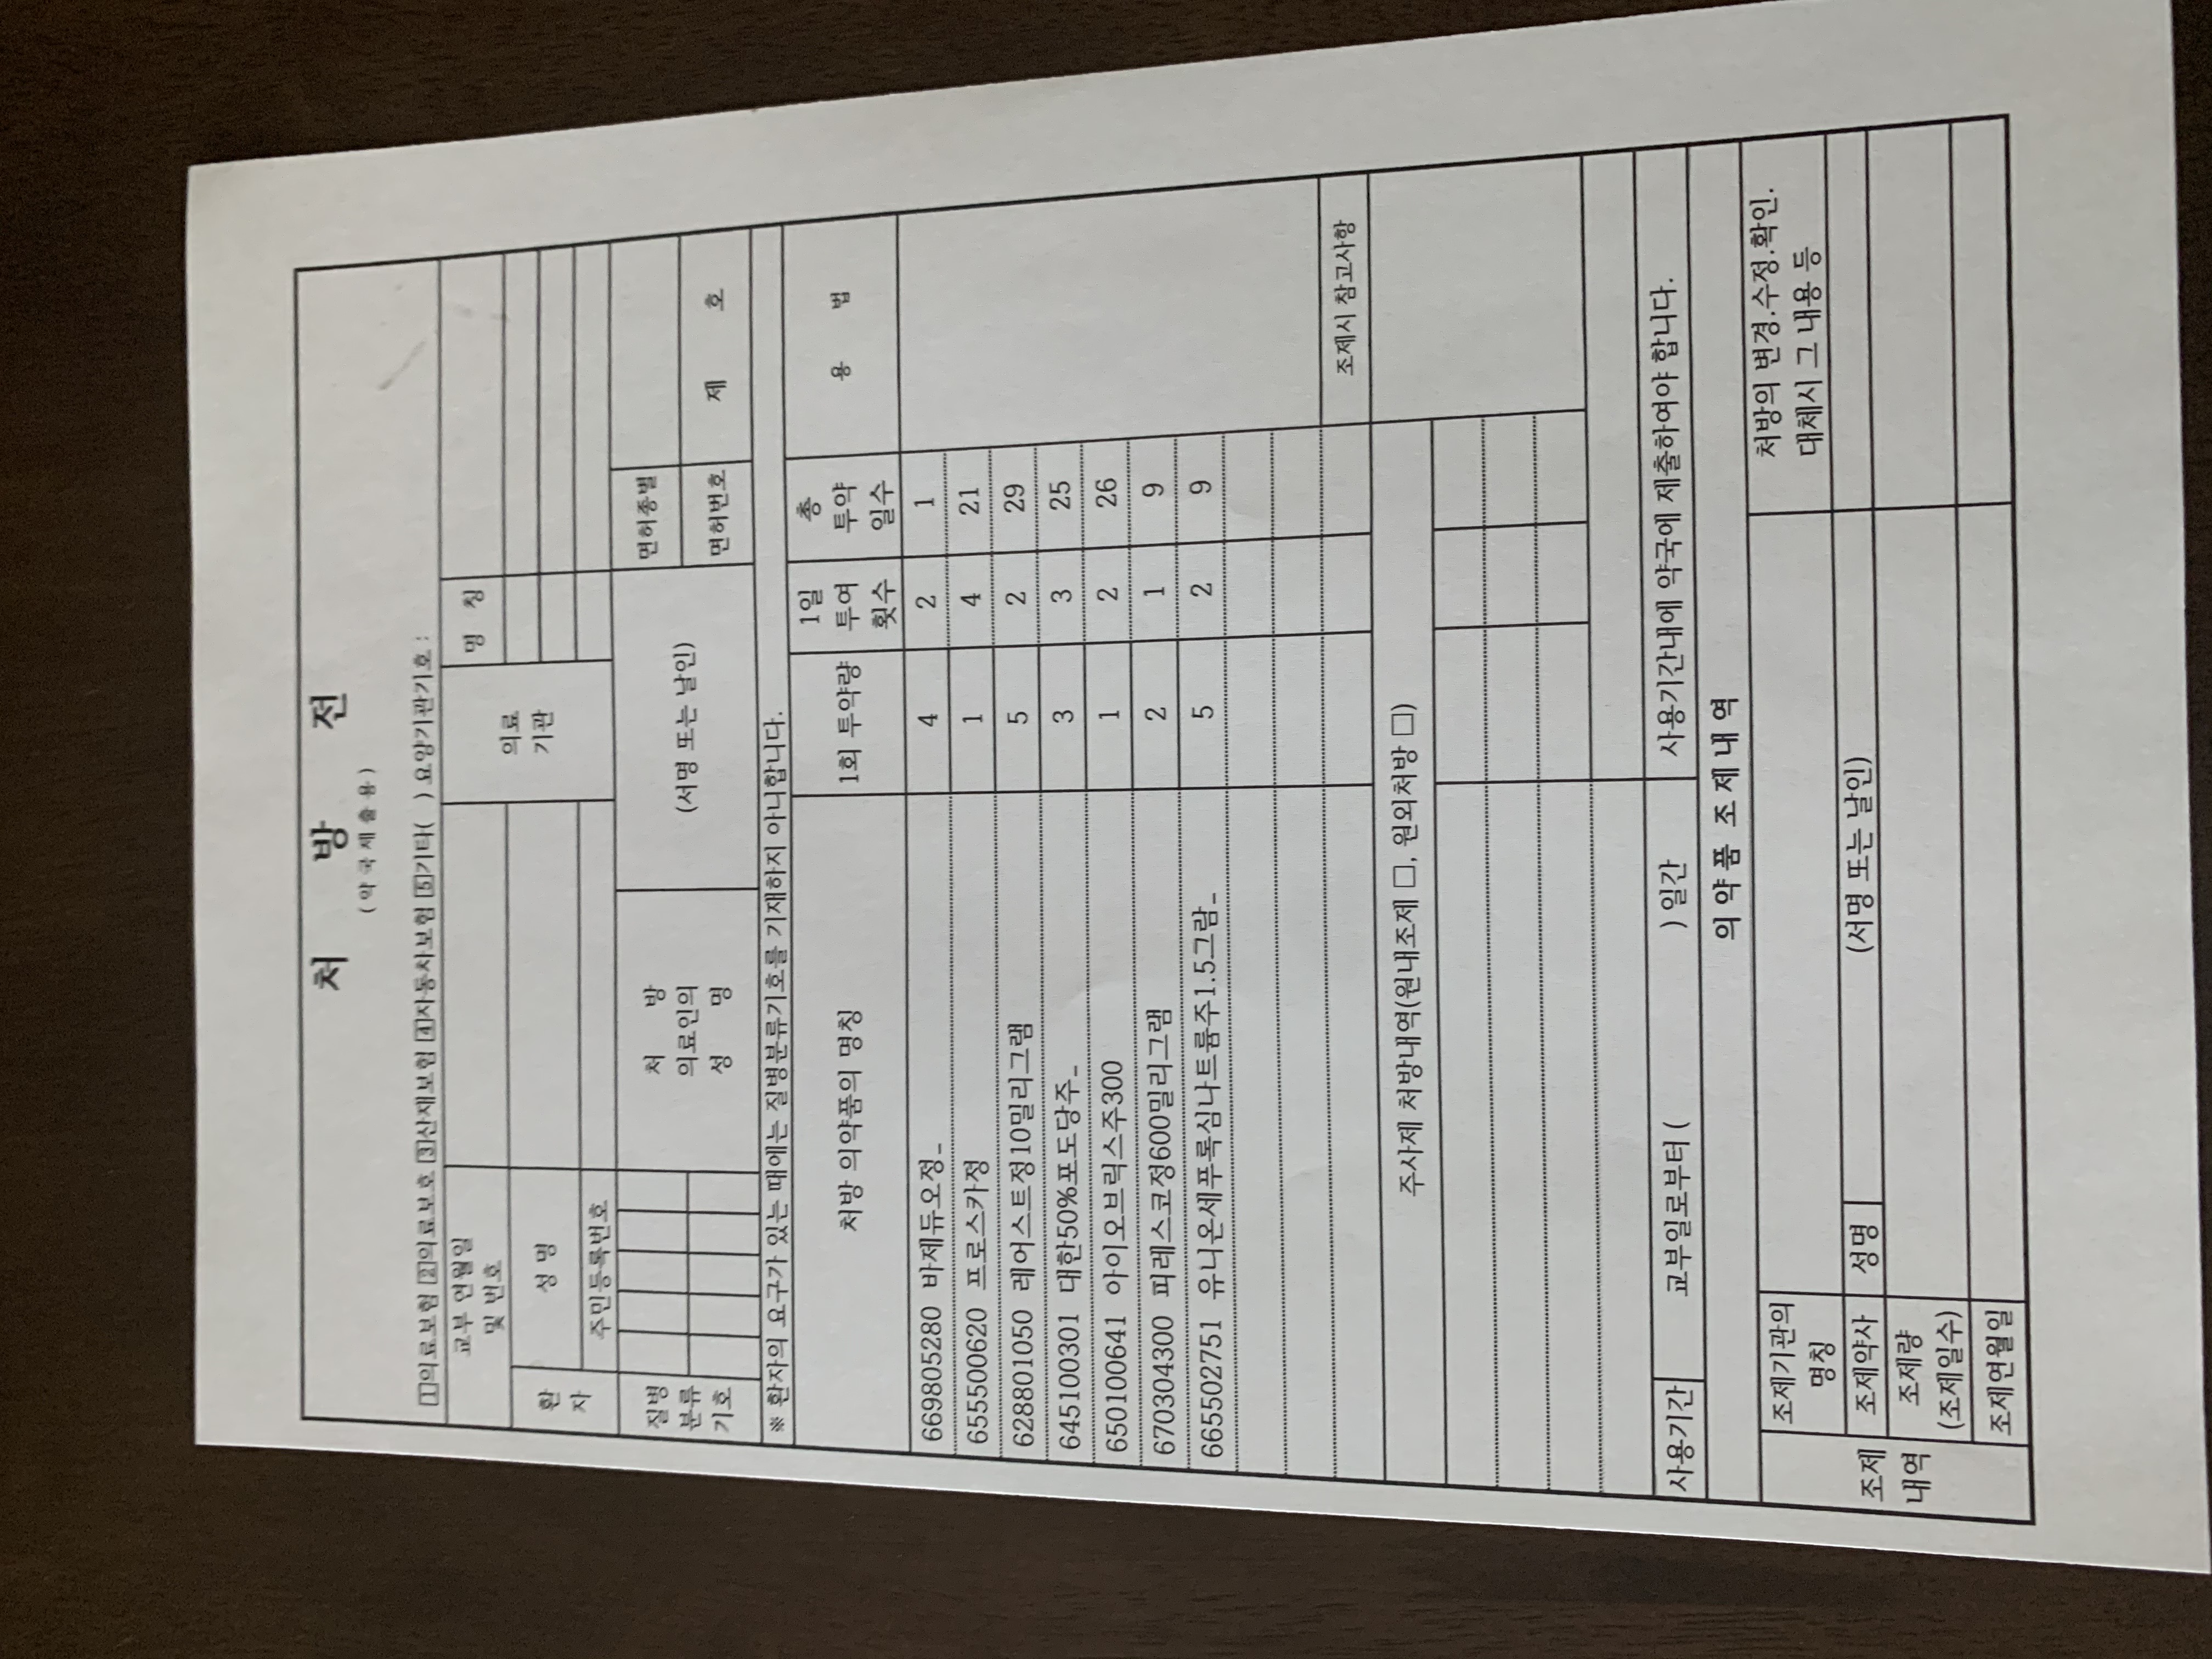 처 방 전
(약국제출용)
1의료보험 2의료보호 3산재보험 4자동차보험 5기타( ) 요양기관기호 :
교부 연월일
및 번호
환
자
성 명
주민등록번호
의료
기관
명 칭
질병
분류
기호
처 방
의료인의
성 명
(서명 또는 날인)
면허종별
면허번호
제 호
※ 환자의 요구가 있는 때에는 질병분류기호를 기재하지 아니합니다.
처방 의약품의 명칭
1회 투약량
1일
투여
횟수
총
투약
일수
용 법
669805280 바제듀오정_ 4 2 1
655500620 프로스카정 1 4 21
628801050 레어스트정10밀리그램 5 2 29
645100301 대한50%포도당주_ 3 3 25
650100641 아이오브릭스주300 1 2 26
670304300 피레스코정600밀리그램 2 1 9
665502751 유니온세푸록심나트륨주1.5그람_ 5 2 9
조제시 참고사항
주사제 처방내역(원내조제 □, 원외처방 □)
사용기간 교부일로부터 ( ) 일간 사용기간내에 약국에 제출하여야 합니다.
의약품 조제내역
조제
내역
조제기관의
명칭
처방의 변경.수정.확인.
대체시 그 내용 등
조제약사 성명 (서명 또는 날인)
조제량
(조제일수)
조제연월일